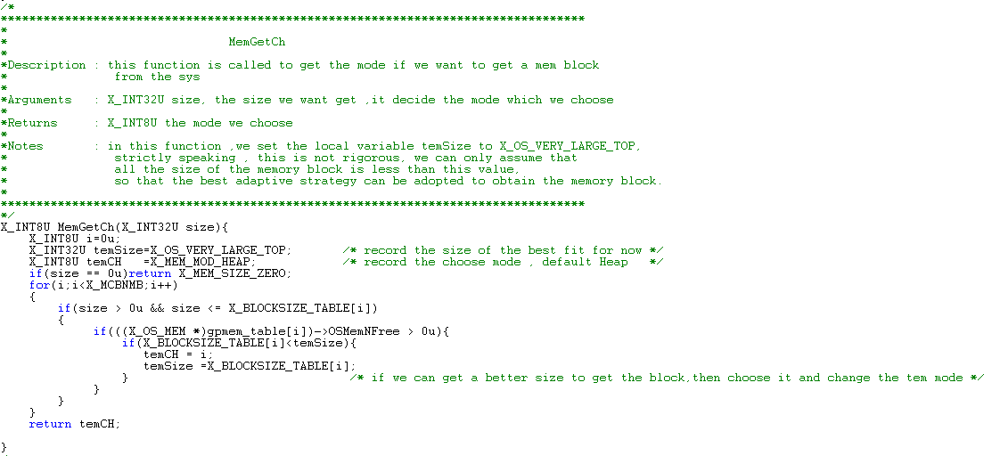 /*
*********************************************************************************
*
*                               MemGetCh
*
*Description : this function is called to get the mode if we want to get a mem block
*               from the sys
*
*Arguments   : X_INT32U size, the size we want get ,it decide the mode which we choose
*
*Returns     : X_INT8U the mode we choose
*
*Notes       : in this function ,we set the local variable temSize to X_OS_VERY_LARGE_TOP,
*               strictly speaking , this is not rigorous, we can only assume that
*               all the size of the memory block is less than this value,
*               so that the best adaptive strategy can be adopted to obtain the memory block.
*
*********************************************************************************
*/
X_INT8U MemGetCh(X_INT32U size){
    X_INT8U i=0u;
    X_INT32U temSize=X_OS_VERY_LARGE_TOP;       /* record the size of the best fit for now */
    X_INT8U temCH   =X_MEM_MOD_HEAP;            /* record the choose mode , default Heap   */
    if(size == 0u)return X_MEM_SIZE_ZERO;
    for(i;i<X_MCBNMB;i++)
    {
        if(size > 0u && size <= X_BLOCKSIZE_TABLE[i])
        {
             if(((X_OS_MEM *)gpmem_table[i])->OSMemNFree > 0u){
                 if(X_BLOCKSIZE_TABLE[i]<temSize){
                    temCH = i;
                    temSize =X_BLOCKSIZE_TABLE[i];
                 }                               /* if we can get a better size to get the block,then choose it and change the tem mode */
             }
        }
    }
    return temCH;
}